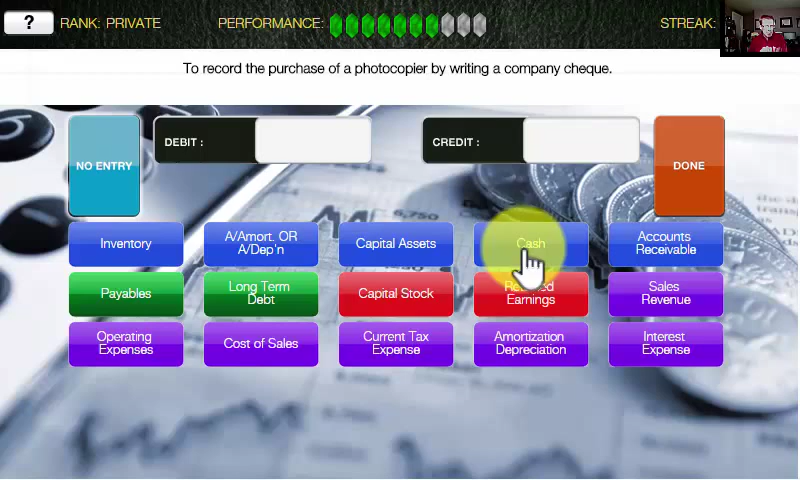 ?
RANK: PRIVATE
PERFORMANCE:
STREAK:
To record the purchase of a photocopier by writing a company cheque.
NO ENTRY
DEBIT :
CREDIT :
DONE
Inventory
A/Amort. OR
A/Dep'n
Capital Assets
Cash
Accounts
Receivable
Payables
Long Term
Debt
Capital Stock
Earnings
Sales
Revenue
Operating
Expenses
Cost of Sales
Current Tax
Expense
Amortization
Depreciation
Interest
Expense